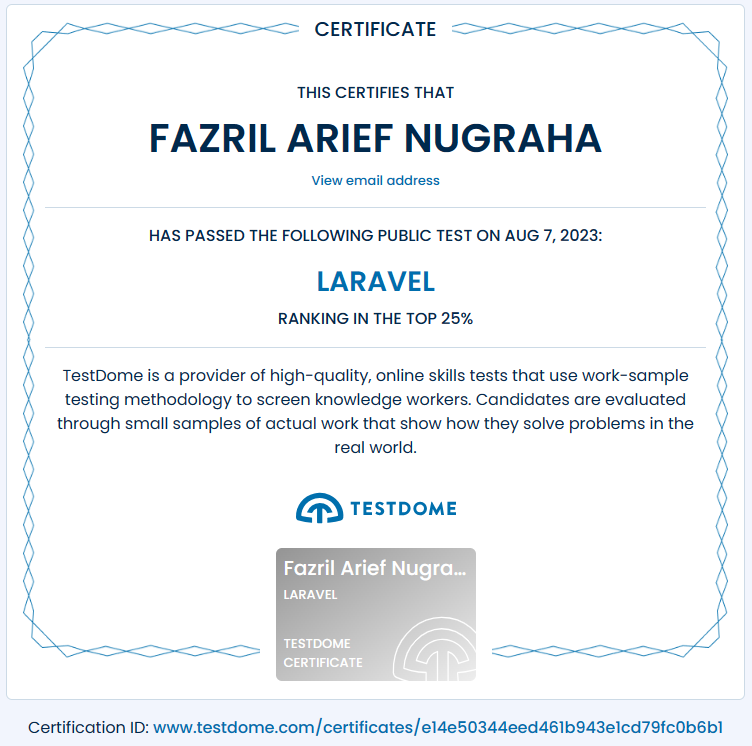 CERTIFICATE
THIS CERTIFIES THAT
FAZRIL ARIEF NUGRAHA
View email address
HAS PASSED THE FOLLOWING PUBLIC TEST ON AUG 7, 2023:
LARAVEL
RANKING IN THE TOP 25%
TestDome is a provider of high-quality, online skills tests that use work-sample
testing methodology to screen knowledge workers. Candidates are evaluated
through small samples of actual work that show how they solve problems in the
real world.
TESTDOME
Fazril Arief Nugra...
LARAVEL
TESTDOME
CERTIFICATE
Certification ID: www.testdome.com/certificates/e14e50344eed461b943e1cd79fc0b6b1